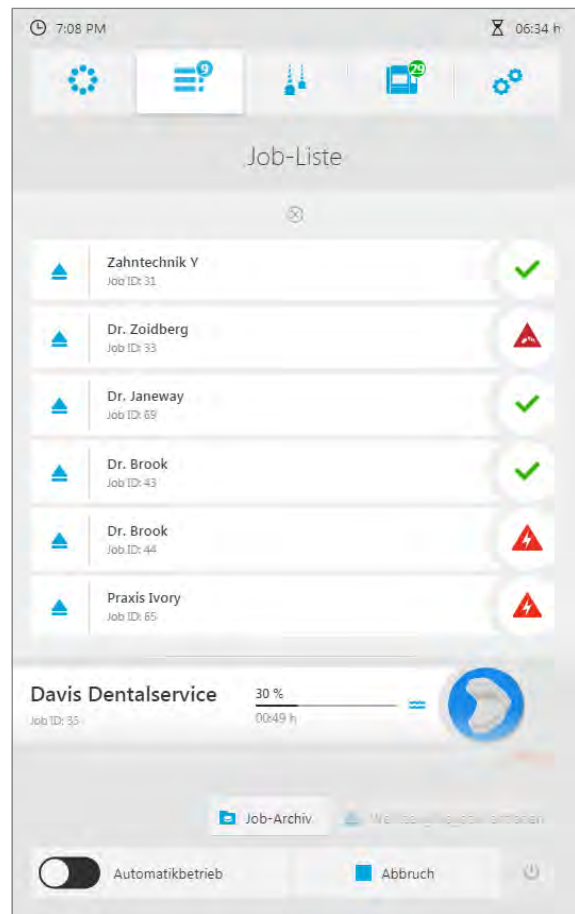 7:08 PM
06:34 h
9
29
Job-Liste
Zahntechnik Y
Job ID: 31
Dr. Zoidberg
Job ID: 33
Dr. Janeway
Job ID: 69
Dr. Brook
Job ID: 43
Dr. Brook
Job ID: 44
Praxis Ivory
Job ID: 65
Davis Dentalservice
30 %
Job ID: 35
00:49 h
Job-Archiv
Automatikbetrieb
Abbruch